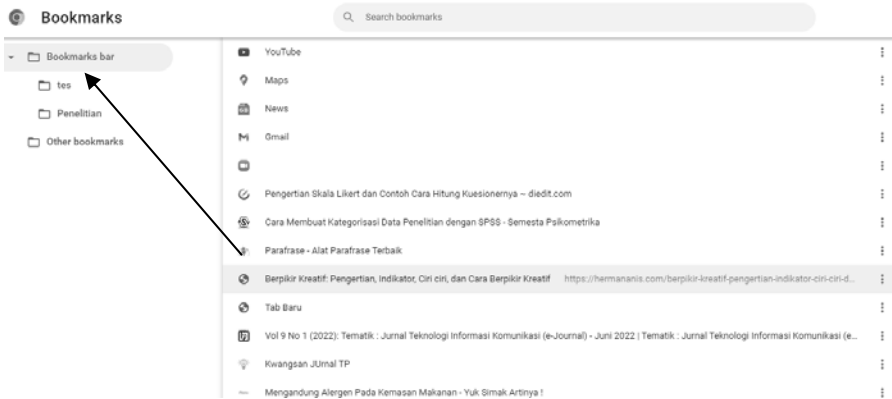 Bookmarks
Search bookmarks
Bookmarks bar
tes
Penelitian
Other bookmarks
YouTube
Maps
News
Gmail
Pengertian Skala Likert dan Contoh Cara Hitung Kuesionernya ~ diedit.com
Cara Membuat Kategorisasi Data Penelitian dengan SPSS - Semesta Psikometrika
Parafrase - Alat Parafrase Terbaik
Berpikir Kreatif: Pengertian, Indikator, Ciri ciri, dan Cara Berpikir Kreatif https://hermananis.com/berpikir-kreatif-pengertian-indikator-ciri-ciri-d...
Tab Baru
Vol 9 No 1 (2022): Tematik : Jurnal Teknologi Informasi Komunikasi (e-Journal) - Juni 2022 | Tematik : Jurnal Teknologi Informasi Komunikasi (e...
Kwangsan JUrnal TP
Mengandung Alergen Pada Kemasan Makanan - Yuk Simak Artinya !